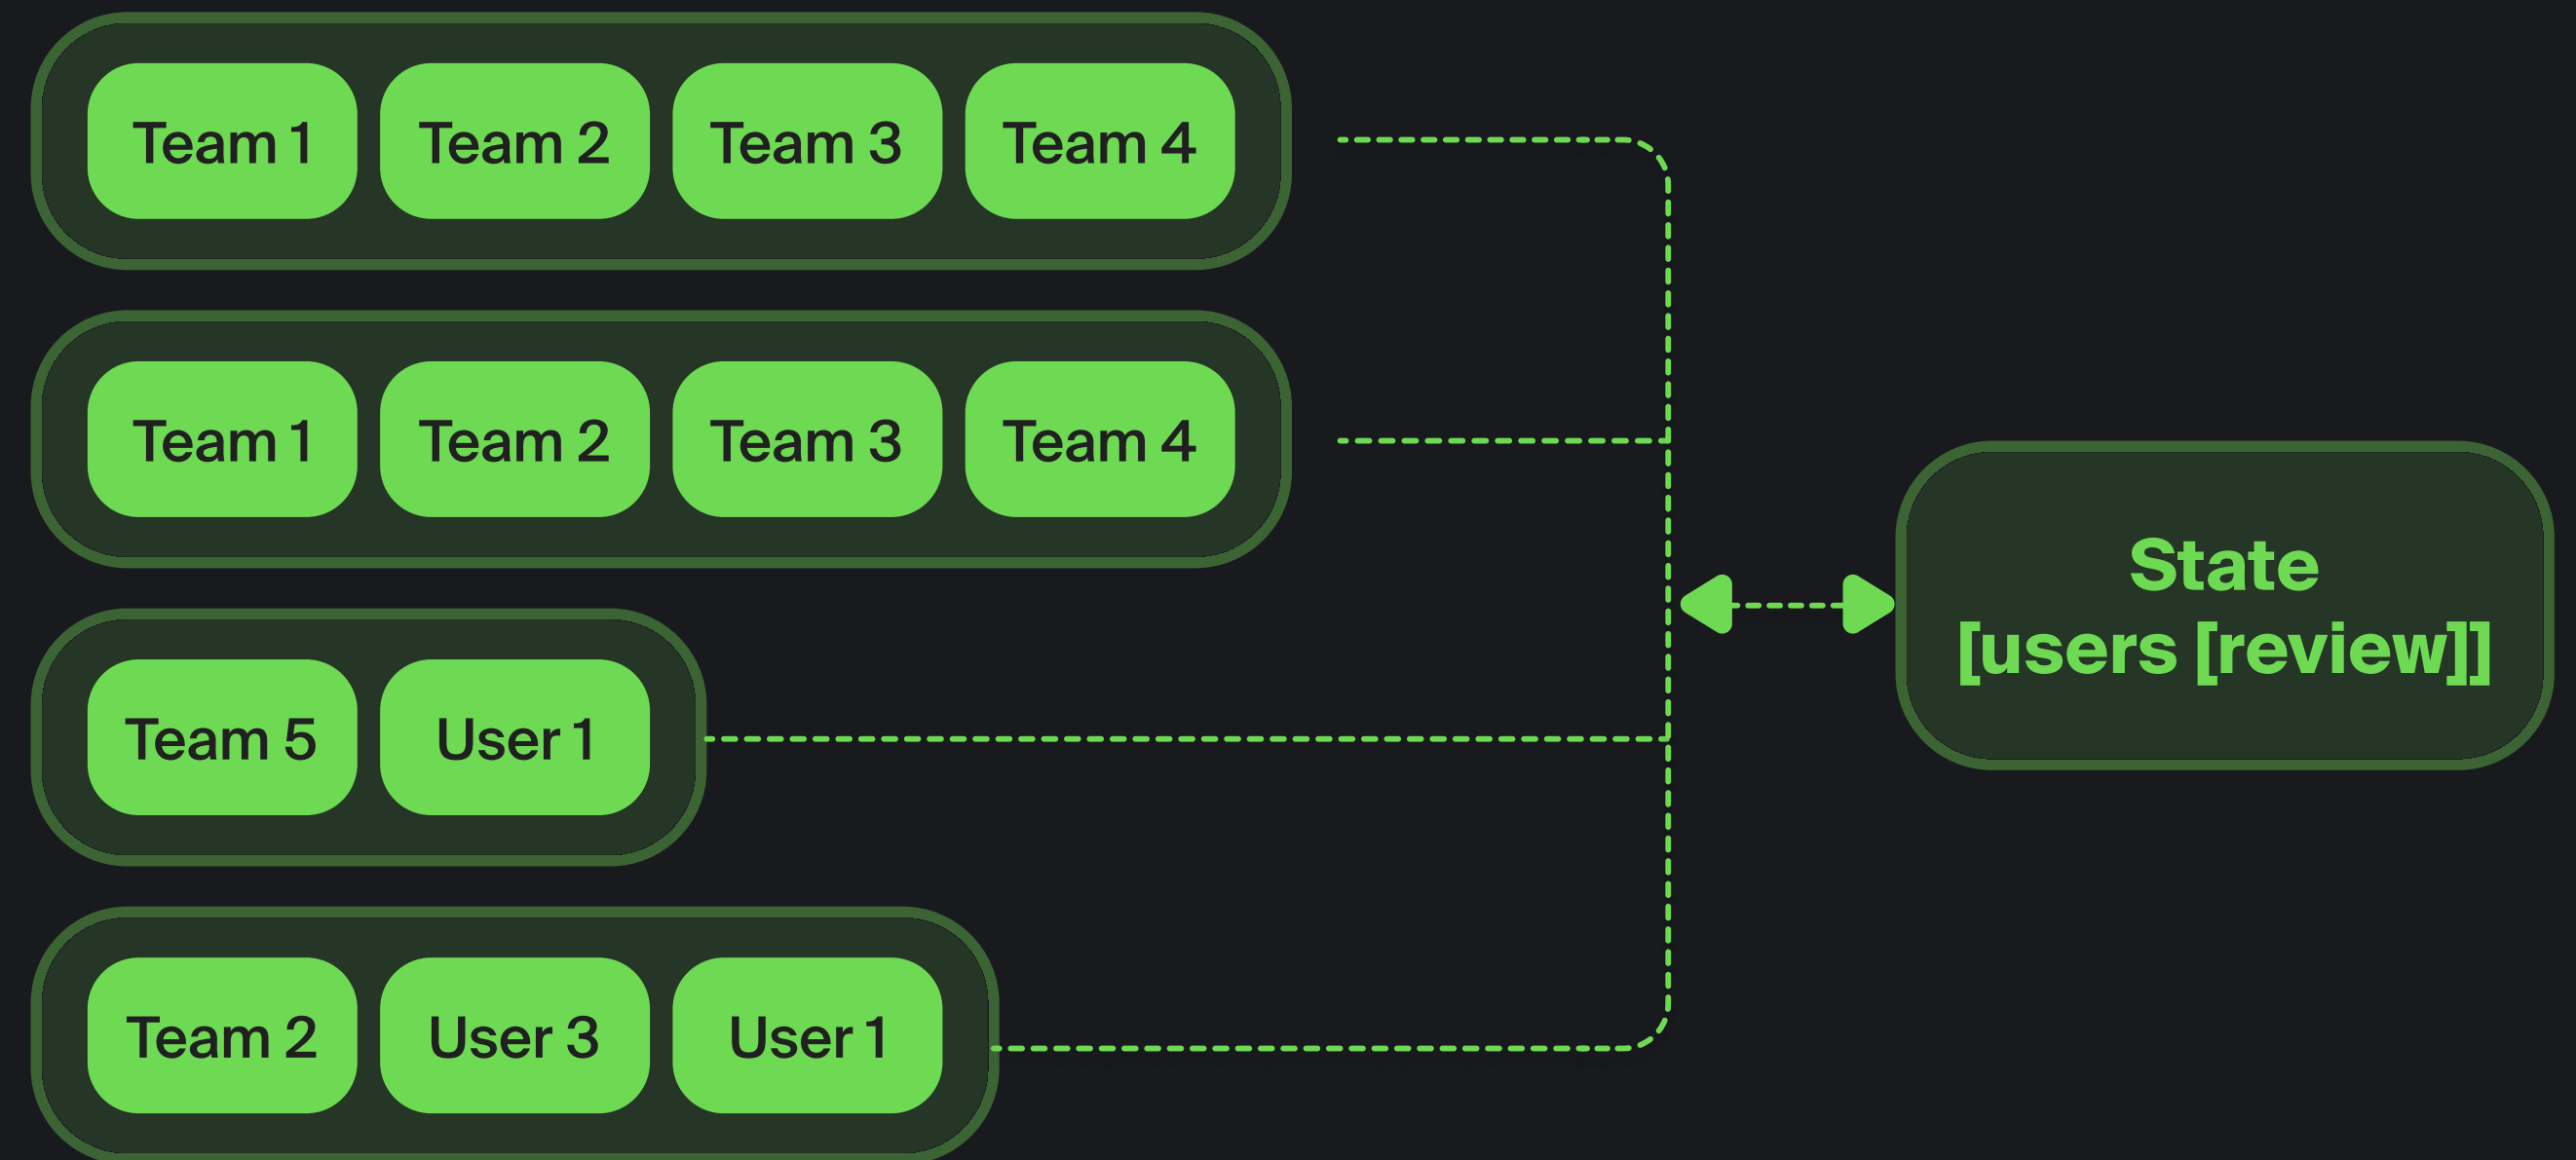 Team 1 Team 2 Team 3 Team 4
Team 1 Team 2 Team 3 Team 4
Team 5 User 1
Team 2 User 3 User 1
State
[users [review]]